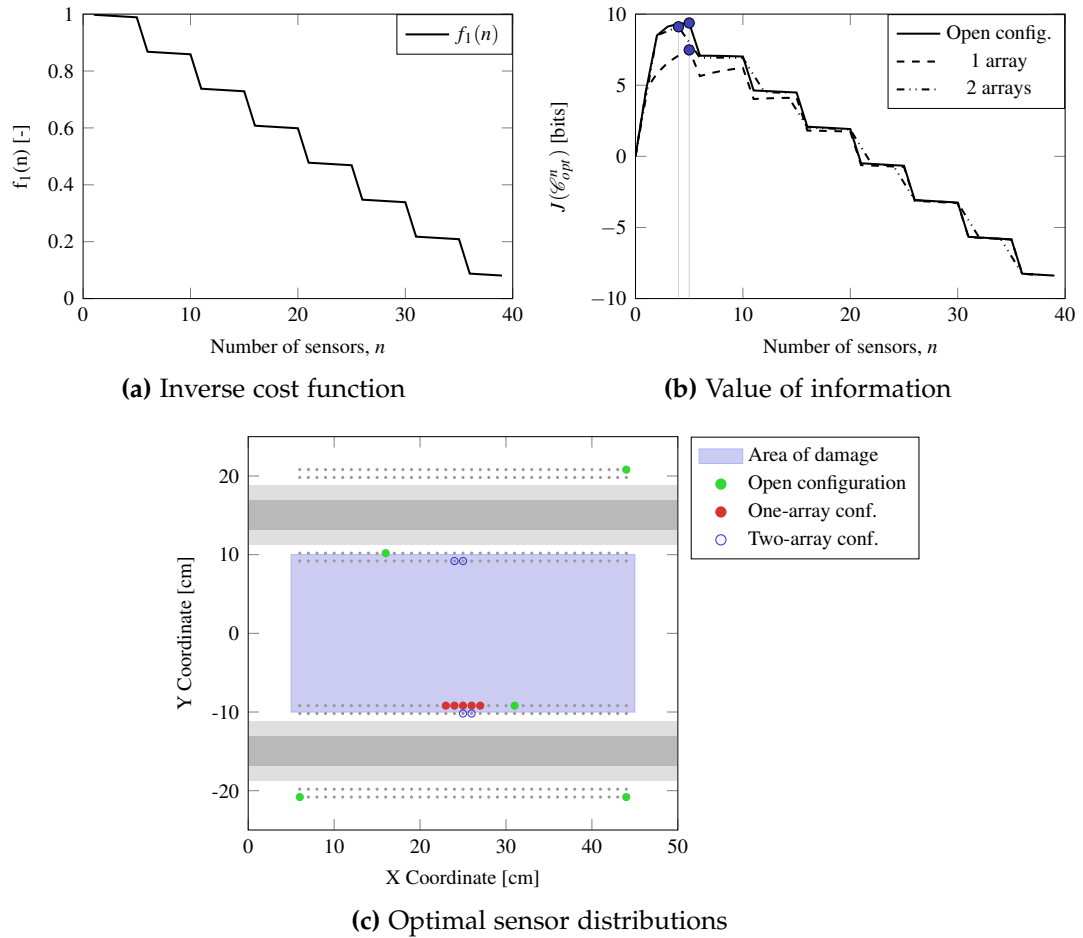 1
0.8
0.6
0.4
0.2
0
0
10
20
30
40
f1(n) [-]
Number of sensors, n
f₁(n)
(a) Inverse cost function
10
5
0
−5
−10
0
10
20
30
40
J(𝒞ⁿₒₚₜ) [bits]
Number of sensors, n
Open config.
1 array
2 arrays
(b) Value of information
20
10
0
-10
-20
0
10
20
30
40
50
Y Coordinate [cm]
X Coordinate [cm]
Area of damage
Open configuration
One-array conf.
Two-array conf.
(c) Optimal sensor distributions